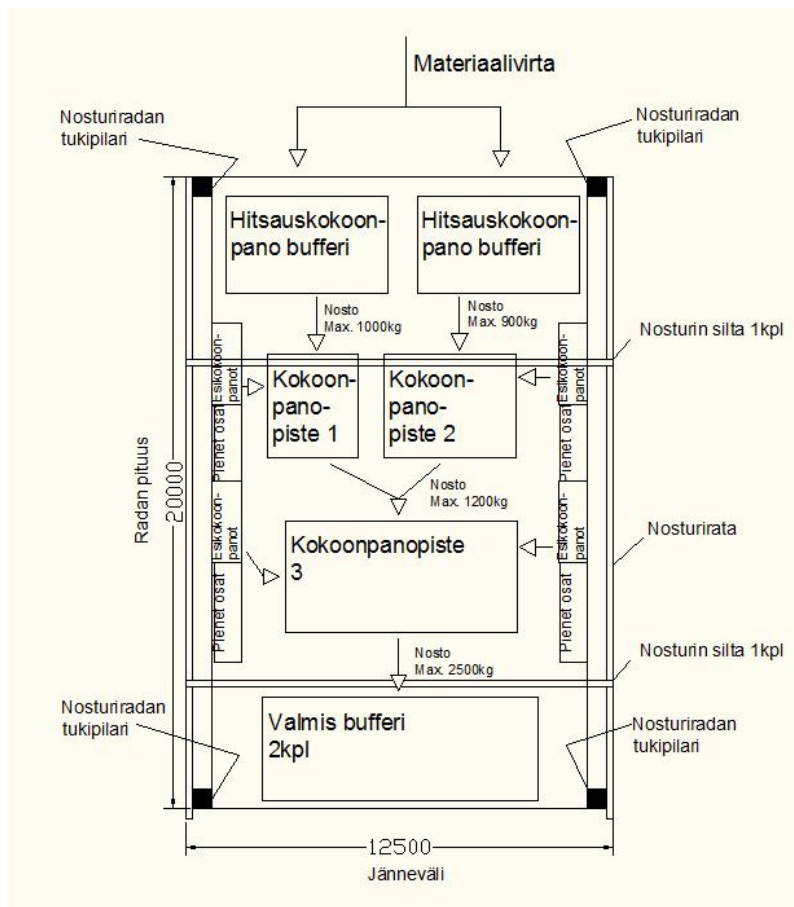 Materiaalivirta
Nosturiradan
tukipilari
Nosturiradan
tukipilari
Hitsauskokoon-
pano bufferi
Hitsauskokoon-
pano bufferi
Nosto
Max. 1000kg
Nosto
Max. 900kg
Nosturin silta 1kpl
Esikokoon-
panot
Kokoon-
pano-
piste 1
Kokoon-
pano-
piste 2
Esikokoon-
panot
Pienet osat
Pienet osat
Nosto
Max. 1200kg
Radan pituus
20000
Esikokoon-
panot
Kokoonpanopiste
3
Esikokoon-
panot
Nosturirata
Pienet osat
Pienet osat
Nosto
Max. 2500kg
Nosturin silta 1kpl
Nosturiradan
tukipilari
Valmis bufferi
2kpl
Nosturiradan
tukipilari
12500
Jänneväli